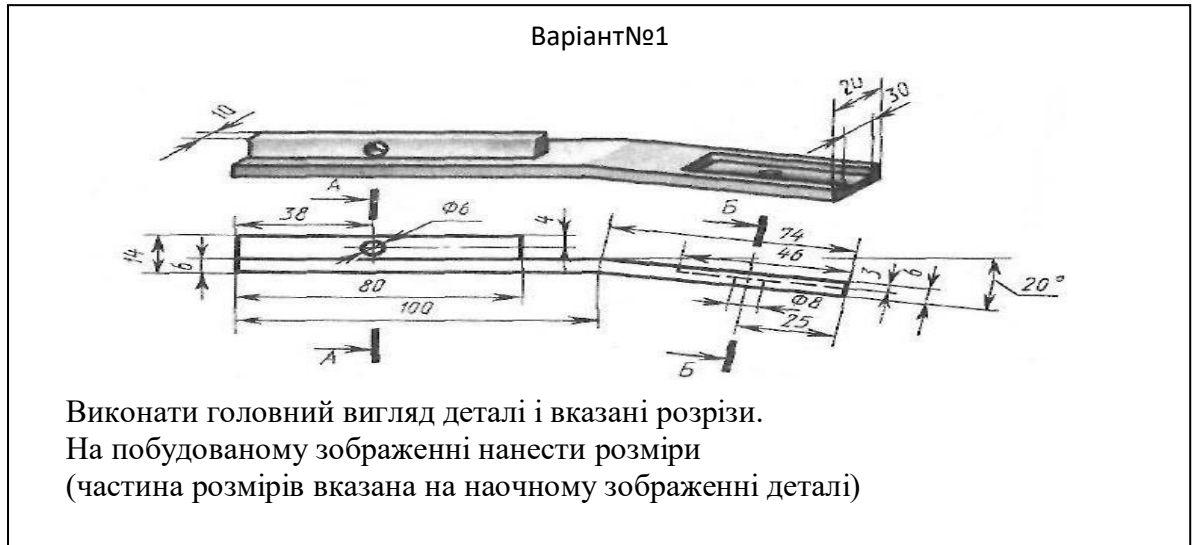 Варіант№1
20
30
10
А
Б
38
Ф6
4
74
46
14
6
3
6
20°
80
Ф8
100
25
А
Б
Виконати головний вигляд деталі і вказані розрізи.
На побудованому зображенні нанести розміри
(частина розмірів вказана на наочному зображенні деталі)